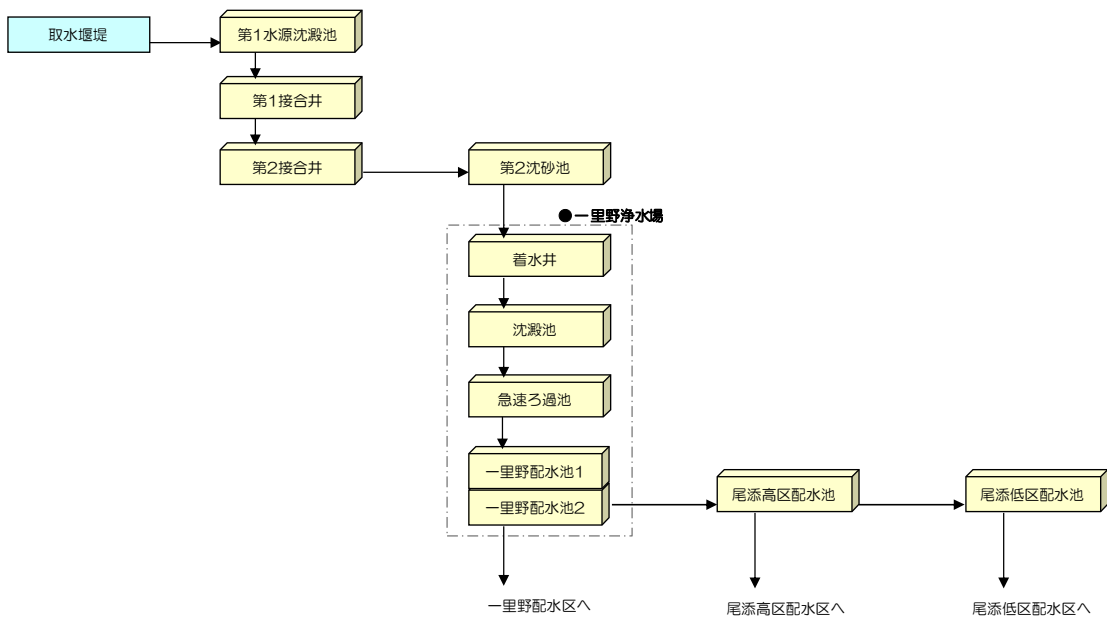 取水堰堤
第1水源沈澱池
第1接合井
第2接合井
第2沈砂池
●一里野浄水場
着水井
沈澱池
急速ろ過池
一里野配水池1
一里野配水池2
尾添高区配水池
尾添低区配水池
一里野配水区へ
尾添高区配水区へ
尾添低区配水区へ